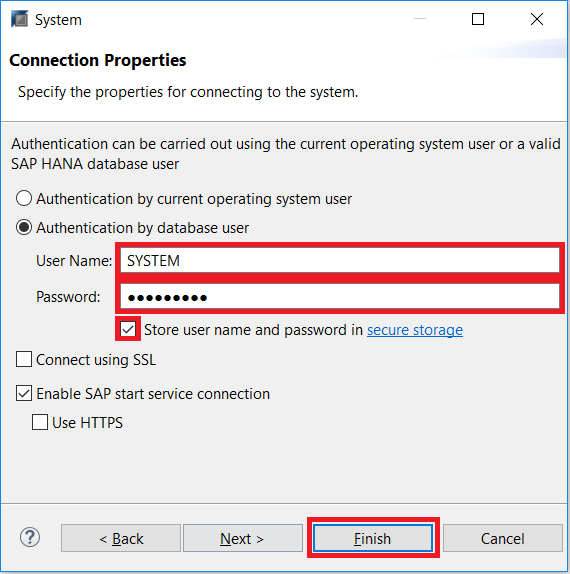 System
Connection Properties
Specify the properties for connecting to the system.
Authentication can be carried out using the current operating system user or a valid
SAP HANA database user
Authentication by current operating system user
Authentication by database user
User Name: SYSTEM
Password: ●●●●●●●●●
Store user name and password in secure storage
Connect using SSL
Enable SAP start service connection
Use HTTPS
? < Back Next > Finish Cancel